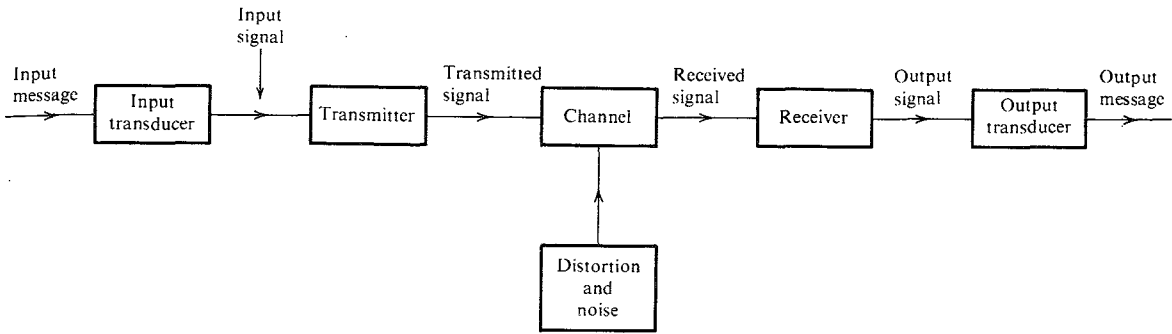 Input
signal
Input
message
Input
transducer
Transmitter
Transmitted
signal
Channel
Received
signal
Receiver
Output
signal
Output
transducer
Output
message
Distortion
and
noise